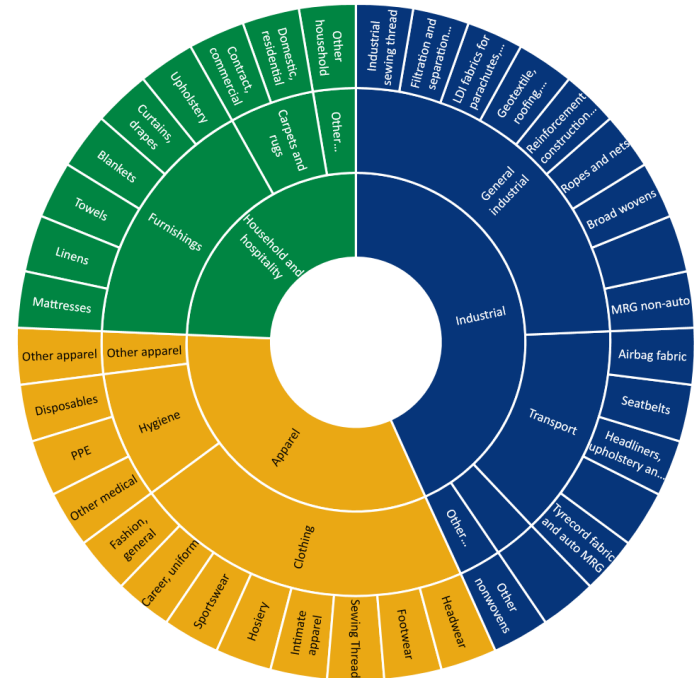 Industrial
sewing thread
Filtration and
separation...
LDI fabrics for
parachutes,...
Geotextile,
roofing,...
Reinforcement
construction...
Ropes and nets
Broad wovens
MRG non-auto
Airbag fabric
Seatbelts
Headliners,
upholstery an...
Tyrecord fabric
and auto MRG
Other
nonwovens
Headwear
Footwear
Sewing Thread
Intimate
apparel
Hosiery
Sportswear
Career, uniform
Fashion,
general
Other medical
PPE
Disposables
Other apparel
Mattresses
Linens
Towels
Blankets
Curtains,
drapes
Upholstery
Contract,
commercial
Domestic,
residential
Other
household
General
industrial
Transport
Other...
Clothing
Hygiene
Other apparel
Furnishings
Carpets and
rugs
Other...
Industrial
Apparel
Household and
hospitality